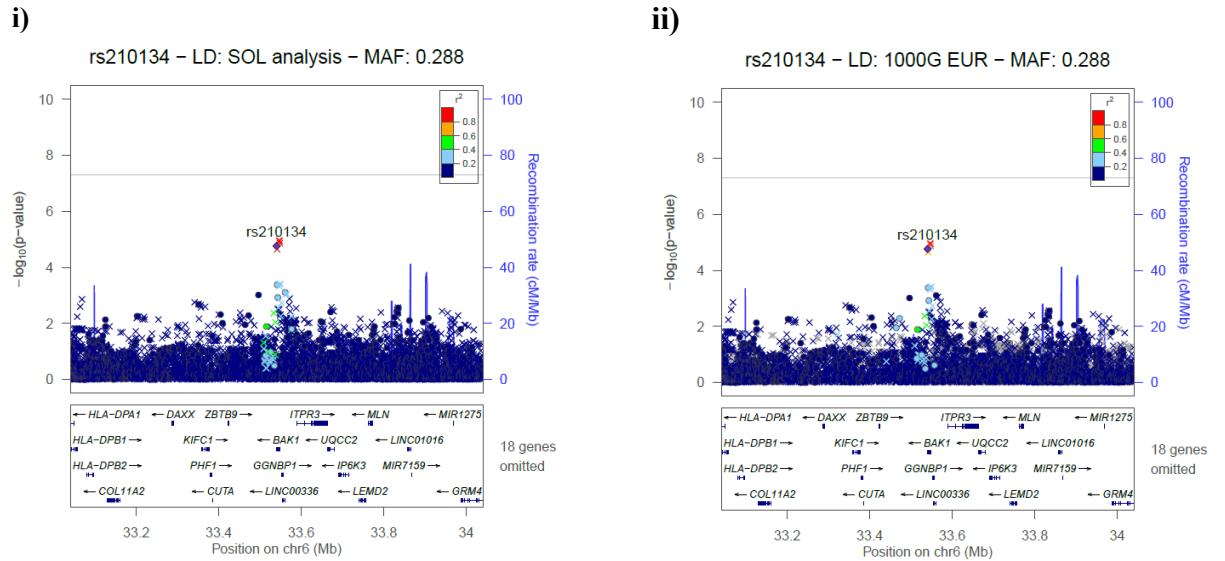 i)
rs210134 − LD: SOL analysis − MAF: 0.288
10
8
6
4
2
0
−log10(p−value)
100
80
60
40
20
0
Recombination rate (cM/Mb)
r2
0.8
0.6
0.4
0.2
rs210134
← HLA−DPA1 ← DAXX ZBTB9 → ITPR3 → ← MLN ← MIR1275
HLA−DPB1 → KIFC1 → ← BAK1 ← UQCC2 ← LINC01016
HLA−DPB2 → PHF1 → GGNBP1 → ← IP6K3 MIR7159 →
← COL11A2 ← CUTA ← LINC00336 ← LEMD2 ← GRM4
18 genes
omitted
33.2 33.4 33.6 33.8 34
Position on chr6 (Mb)
ii)
rs210134 − LD: 1000G EUR − MAF: 0.288
10
8
6
4
2
0
−log10(p−value)
100
80
60
40
20
0
Recombination rate (cM/Mb)
r2
0.8
0.6
0.4
0.2
rs210134
← HLA−DPA1 ← DAXX ZBTB9 → ITPR3 → ← MLN ← MIR1275
HLA−DPB1 → KIFC1 → ← BAK1 ← UQCC2 ← LINC01016
HLA−DPB2 → PHF1 → GGNBP1 → ← IP6K3 MIR7159 →
← COL11A2 ← CUTA ← LINC00336 ← LEMD2 ← GRM4
18 genes
omitted
33.2 33.4 33.6 33.8 34
Position on chr6 (Mb)